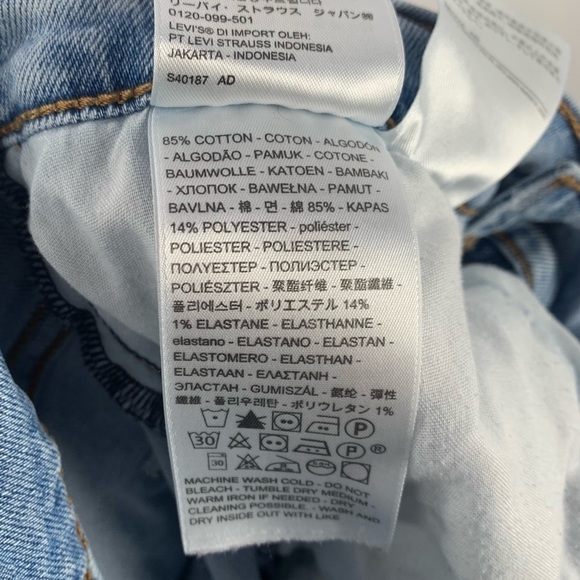 リーバイ・ストラウス ジャパン㈱
0120-099-501
LEVI'S® DI IMPOR OLEH:
PT LEVI STRAUSS INDONESIA
JAKARTA - INDONESIA
S40187 AD
85% COTTON - COTON - ALGODON
- ALGODÃO - PAMUK - COTONE -
BAUMWOLLE - KATOEN - BAMBAKI
- ХЛОПОК - BAWEŁNA - PAMUT -
BAVLNA - 棉 - 면 - 綿 85% - KAPAS
14% POLYESTER - poliéster -
POLIESTER - POLIESTERE -
ΠΟΛΥΕΣΤΕΡ - ПОЛИЭСТЕР -
POLIÉSZTER - 聚酯纖維 - 聚酯纤维 -
폴리에스터 - ポリエステル 14%
1% ELASTANE - ELASTHANNE -
elastano - ELASTANO - ELASTAN -
ELASTOMERO - ELASTHAN -
ELASTAAN - ΕΛΑΣΤΑΝΗ -
ЭЛАСТАН - GUMISZÁL - 氨纶 - 彈性
纖維 - 폴리우레탄 - ポリウレタン 1%
P
30 P ®
30
MACHINE WASH COLD - DO NOT
BLEACH - TUMBLE DRY MEDIUM -
WARM IRON IF NEEDED - DRY
CLEANING POSSIBLE - WASH AND
DRY INSIDE OUT WITH LIKE